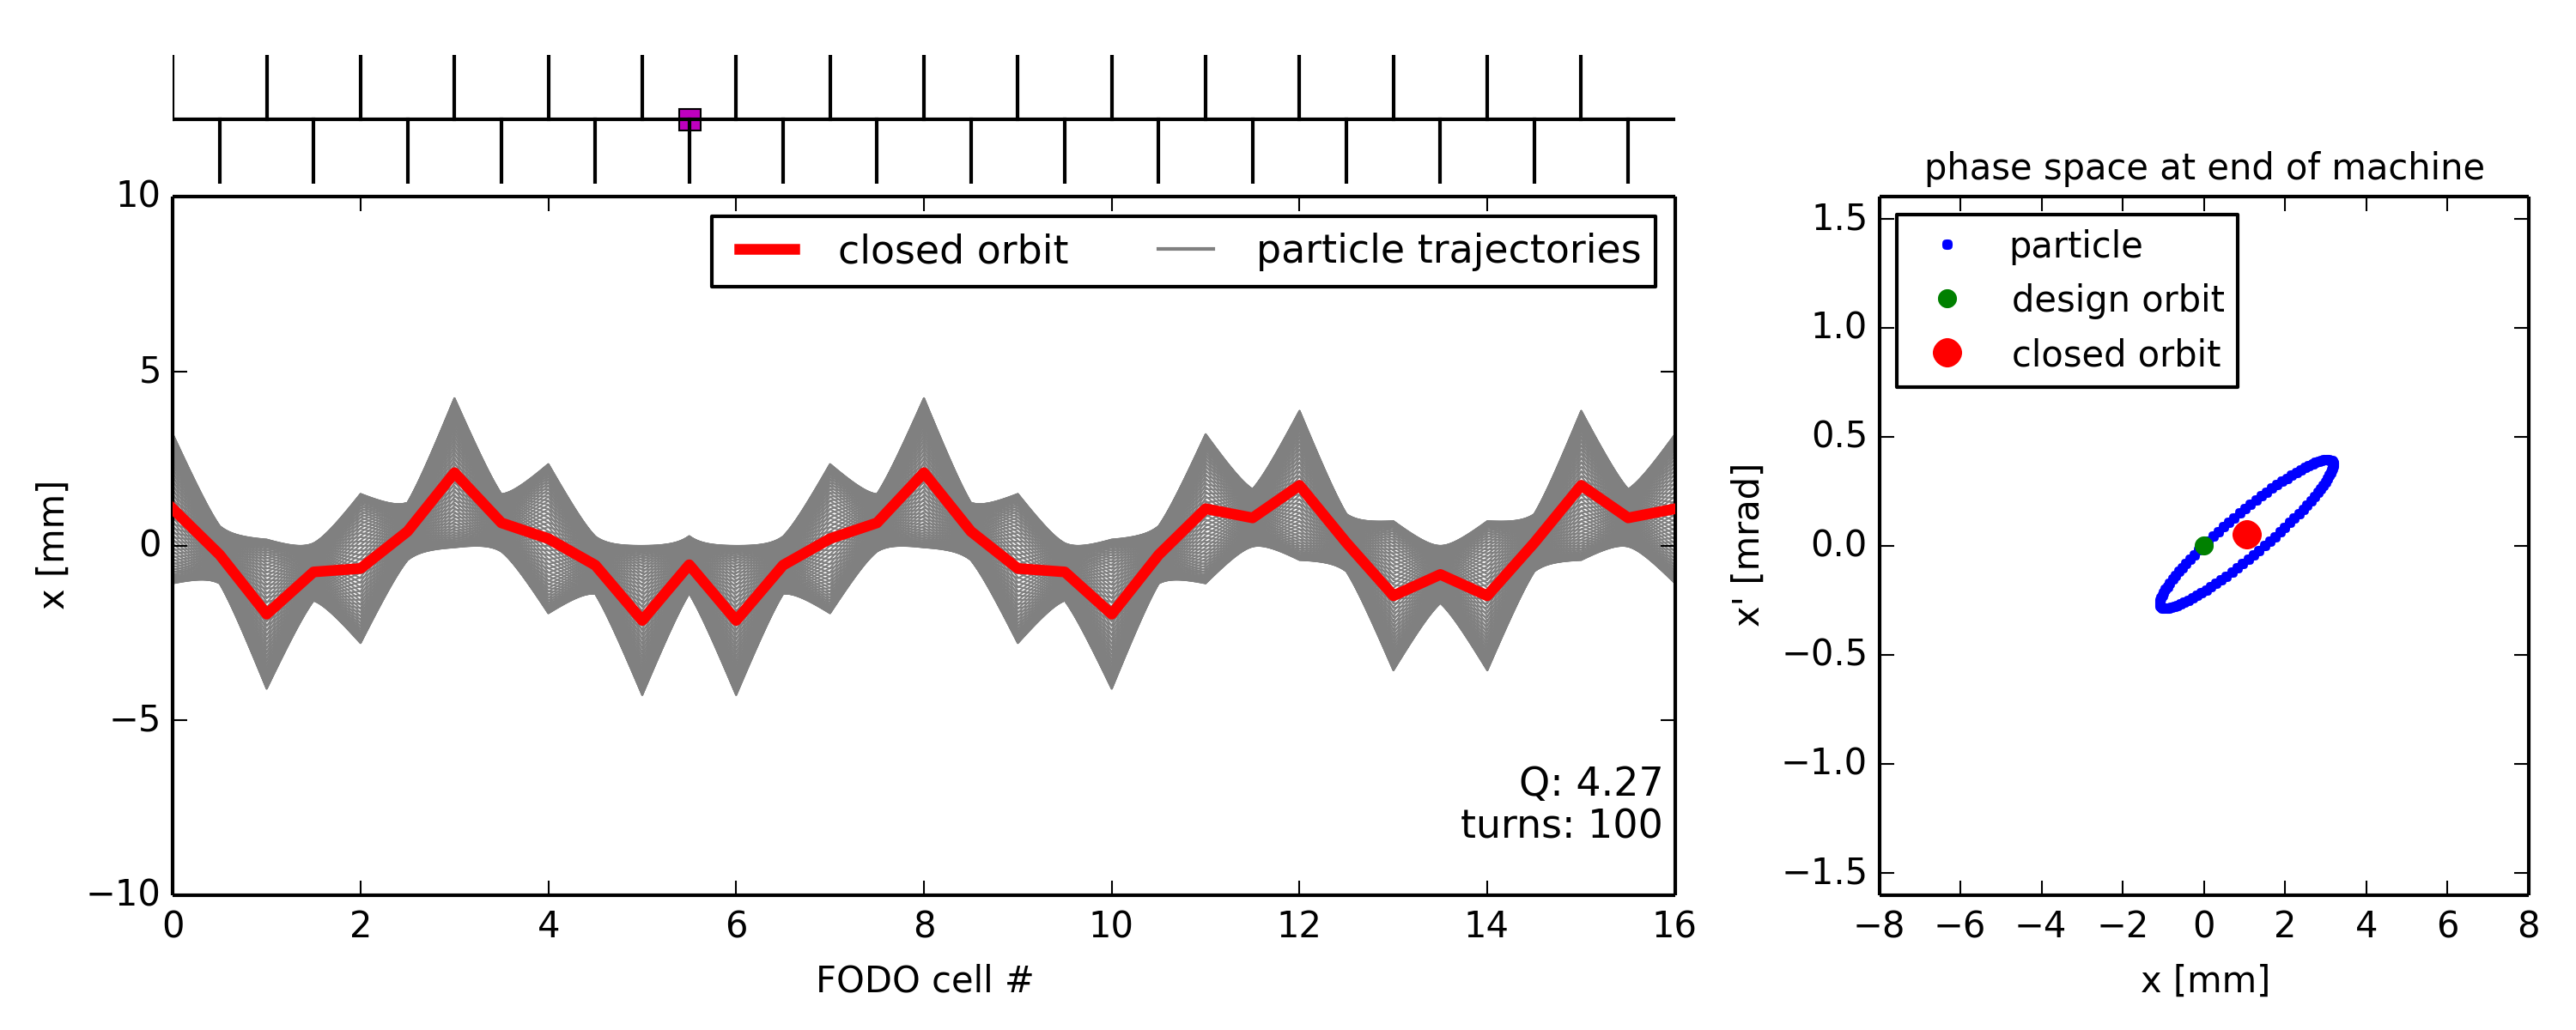 closed orbit particle trajectories
10
5
0
−5
−10
x [mm]
Q: 4.27
turns: 100
0 2 4 6 8 10 12 14 16
FODO cell #
phase space at end of machine
particle
design orbit
closed orbit
1.5
1.0
0.5
0.0
−0.5
−1.0
−1.5
x' [mrad]
−8 −6 −4 −2 0 2 4 6 8
x [mm]